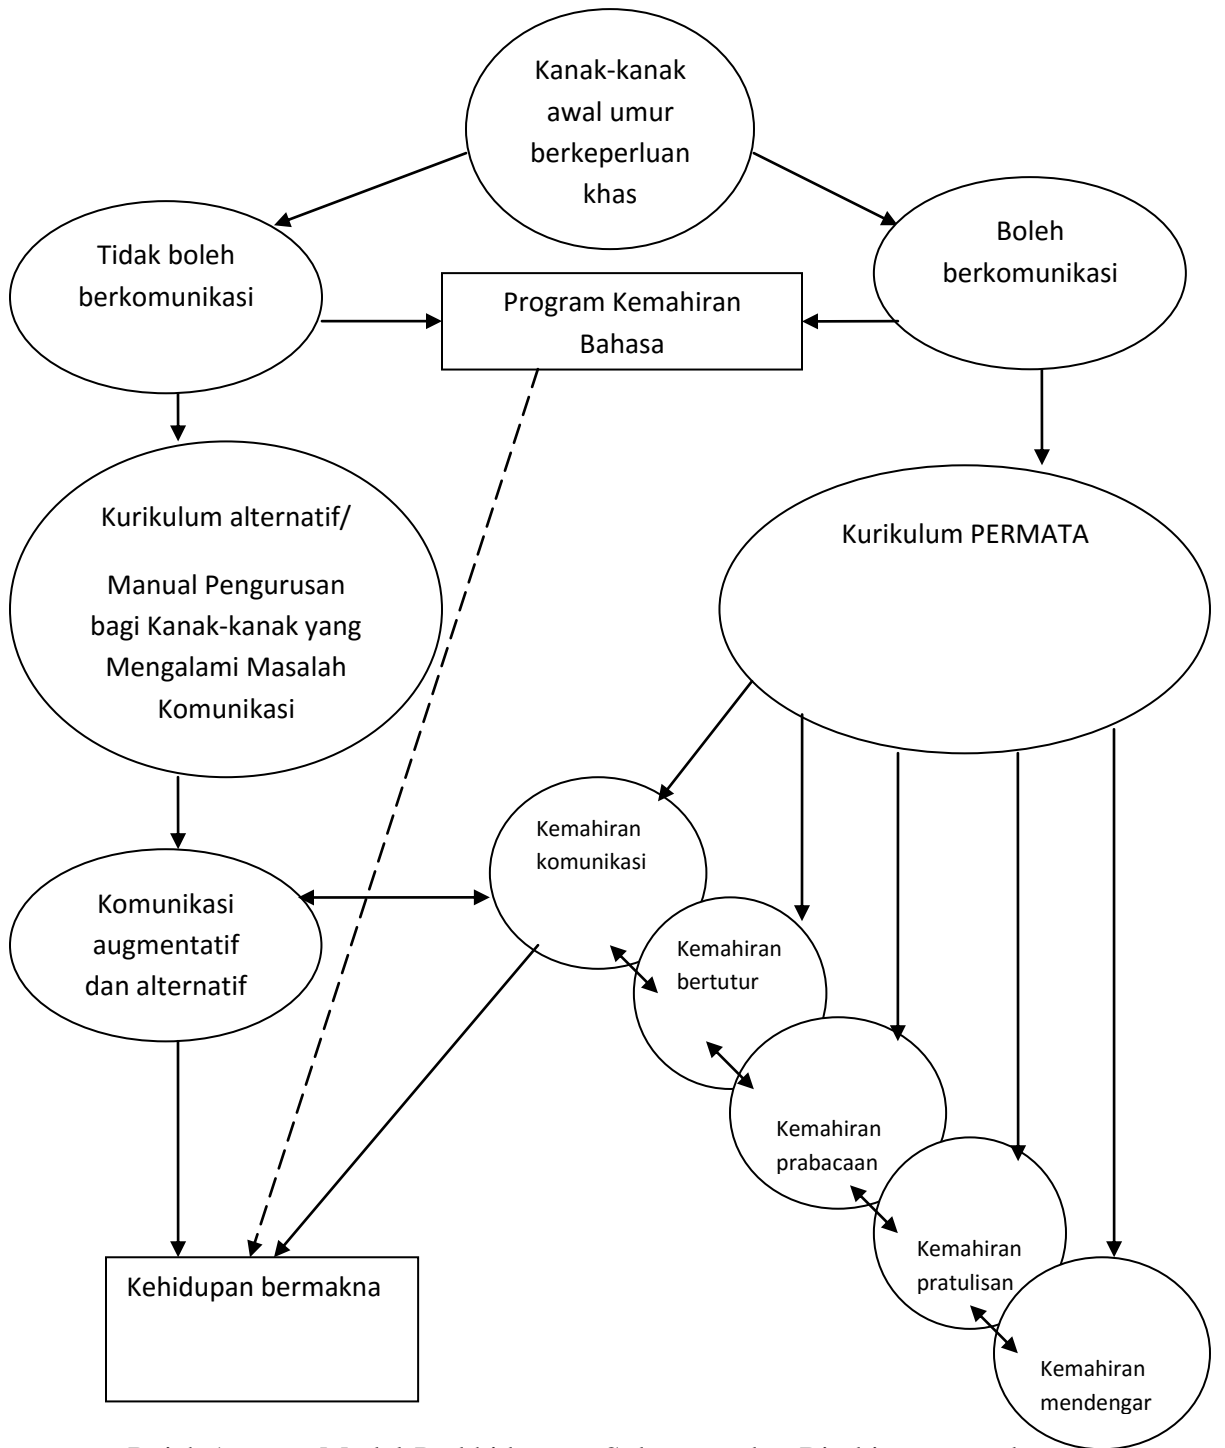 Kanak-kanak
awal umur
berkeperluan
khas
Tidak boleh
berkomunikasi
Boleh
berkomunikasi
Program Kemahiran
Bahasa
Kurikulum alternatif/
Manual Pengurusan
bagi Kanak-kanak yang
Mengalami Masalah
Komunikasi
Kurikulum PERMATA
Kemahiran
komunikasi
Komunikasi
augmentatif
dan alternatif
Kemahiran
bertutur
Kemahiran
prabacaan
Kemahiran
pratulisan
Kehidupan bermakna
Kemahiran
mendengar